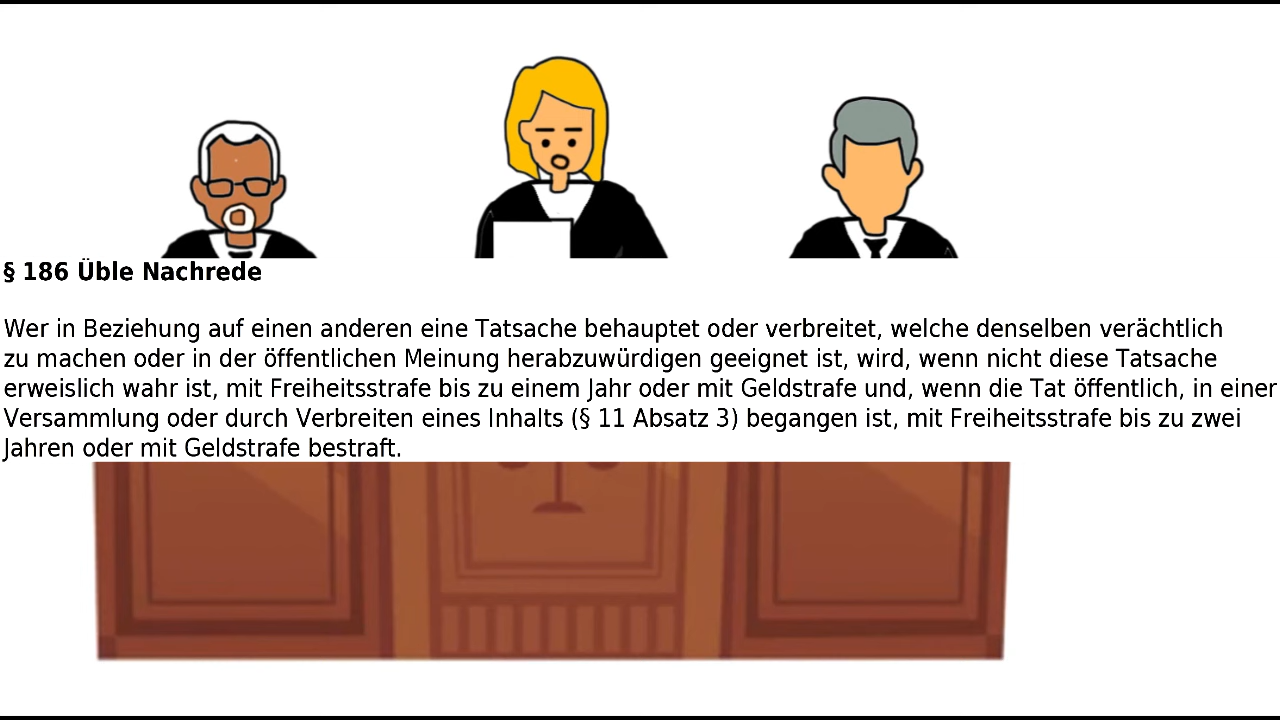 § 186 Üble Nachrede
Wer in Beziehung auf einen anderen eine Tatsache behauptet oder verbreitet, welche denselben verächtlich
zu machen oder in der öffentlichen Meinung herabzuwürdigen geeignet ist, wird, wenn nicht diese Tatsache
erweislich wahr ist, mit Freiheitsstrafe bis zu einem Jahr oder mit Geldstrafe und, wenn die Tat öffentlich, in einer
Versammlung oder durch Verbreiten eines Inhalts (§ 11 Absatz 3) begangen ist, mit Freiheitsstrafe bis zu zwei
Jahren oder mit Geldstrafe bestraft.